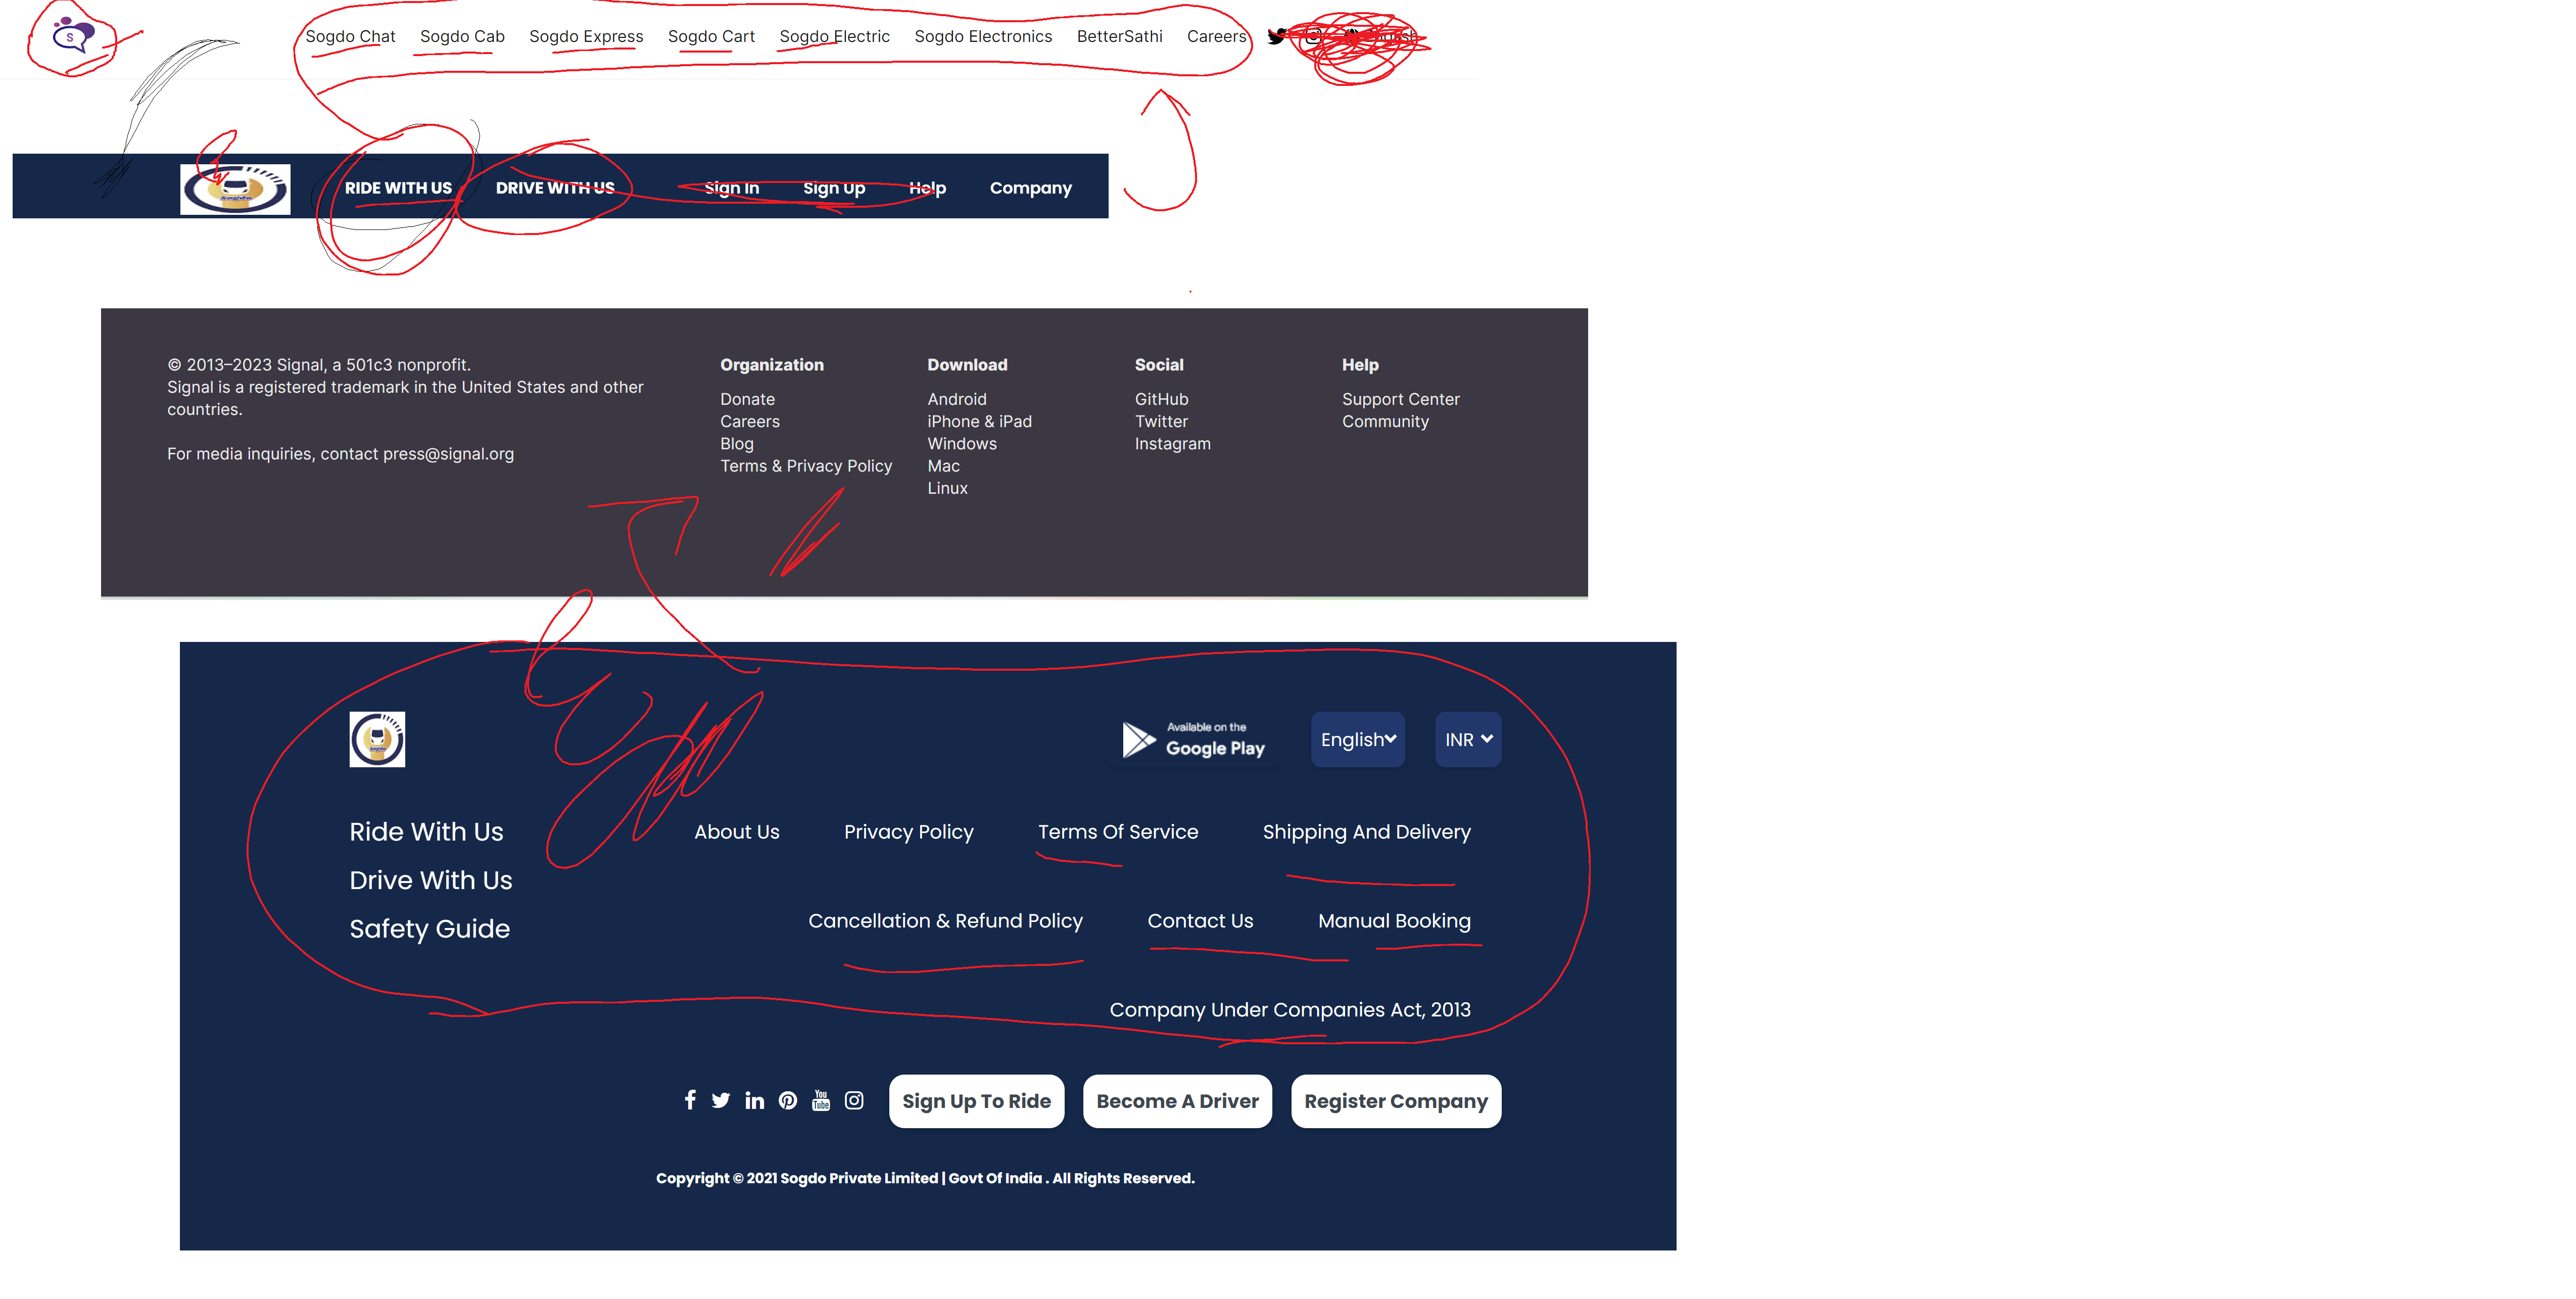 S
Sogdo Chat Sogdo Cab Sogdo Express Sogdo Cart Sogdo Electric Sogdo Electronics BetterSathi Careers
Sogdo RIDE WITH US DRIVE WITH US Sign In Sign Up Help Company
© 2013–2023 Signal, a 501c3 nonprofit.
Signal is a registered trademark in the United States and other
countries.
For media inquiries, contact press@signal.org
Organization
Donate
Careers
Blog
Terms & Privacy Policy
Download
Android
iPhone & iPad
Windows
Mac
Linux
Social
GitHub
Twitter
Instagram
Help
Support Center
Community
Sogdo
Available on the
Google Play
English
INR
Ride With Us
Drive With Us
Safety Guide
About Us Privacy Policy Terms Of Service Shipping And Delivery
Cancellation & Refund Policy Contact Us Manual Booking
Company Under Companies Act, 2013
You
Tube
Sign Up To Ride Become A Driver Register Company
Copyright © 2021 Sogdo Private Limited | Govt Of India . All Rights Reserved.